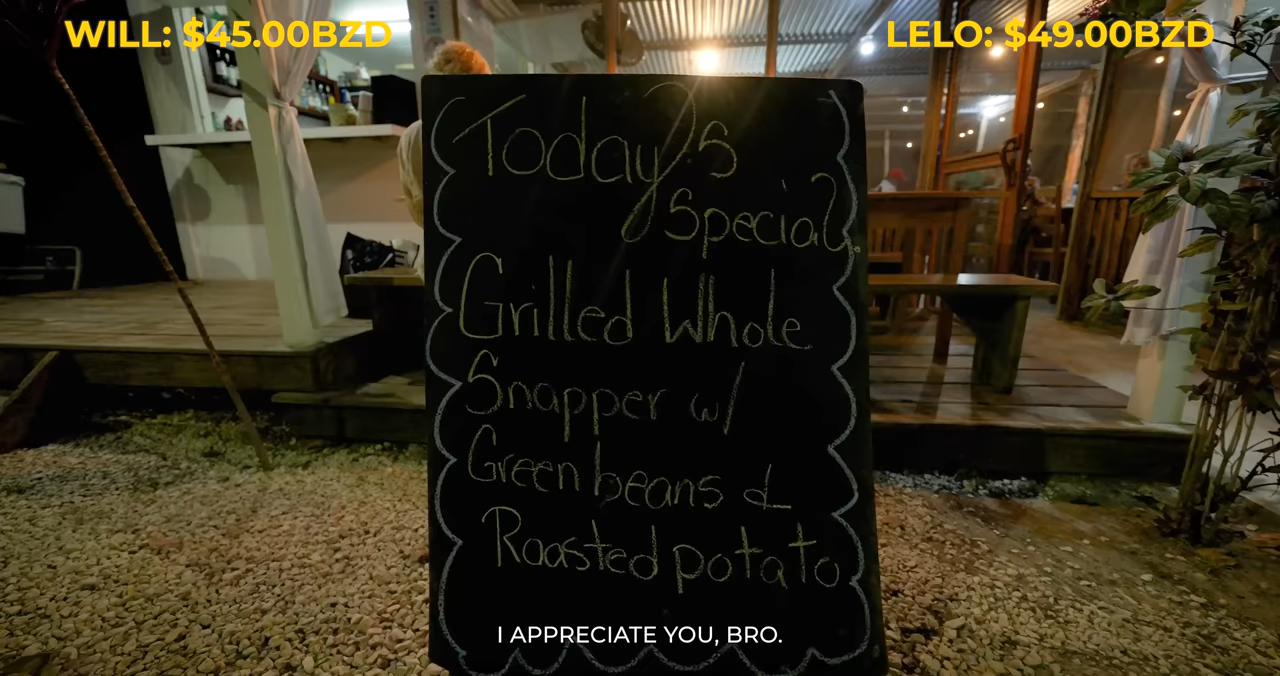 WILL: $45.00BZD
LELO: $49.00BZD
Today's
special.
Grilled Whole
Snapper w/
Green beans &
Roasted potato
I APPRECIATE YOU, BRO.